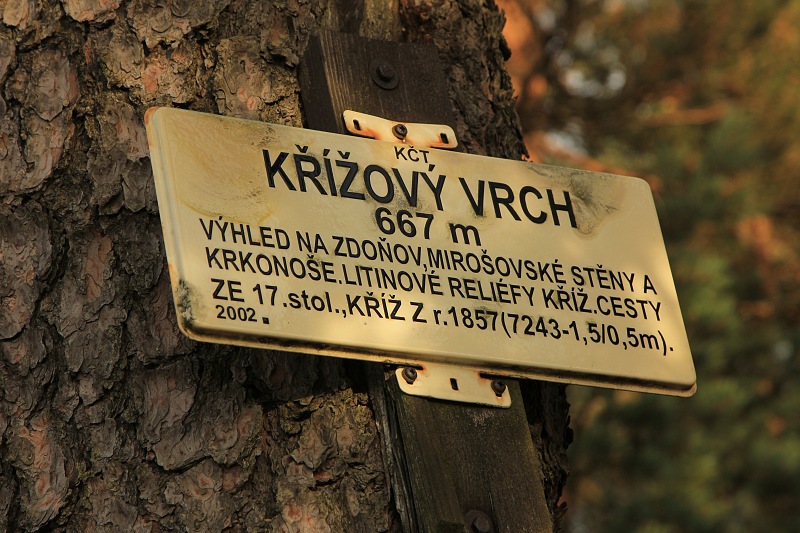 KČT
KŘÍŽOVÝ VRCH
667 m
VÝHLED NA ZDOŇOV,MIROŠOVSKÉ STĚNY A
KRKONOŠE.LITINOVÉ RELIÉFY KŘÍŽ.CESTY
ZE 17.stol.,KŘÍŽ Z r.1857(7243-1,5/0,5m).
2002.